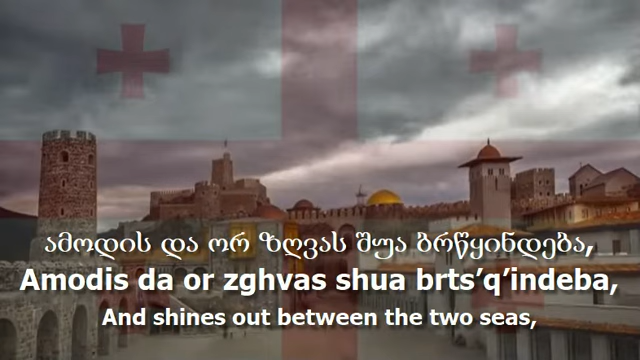 ამოდის და ორ ზღვას შუა ბრწყინდება,
Amodis da or zghvas shua brts’q’indeba,
And shines out between the two seas,